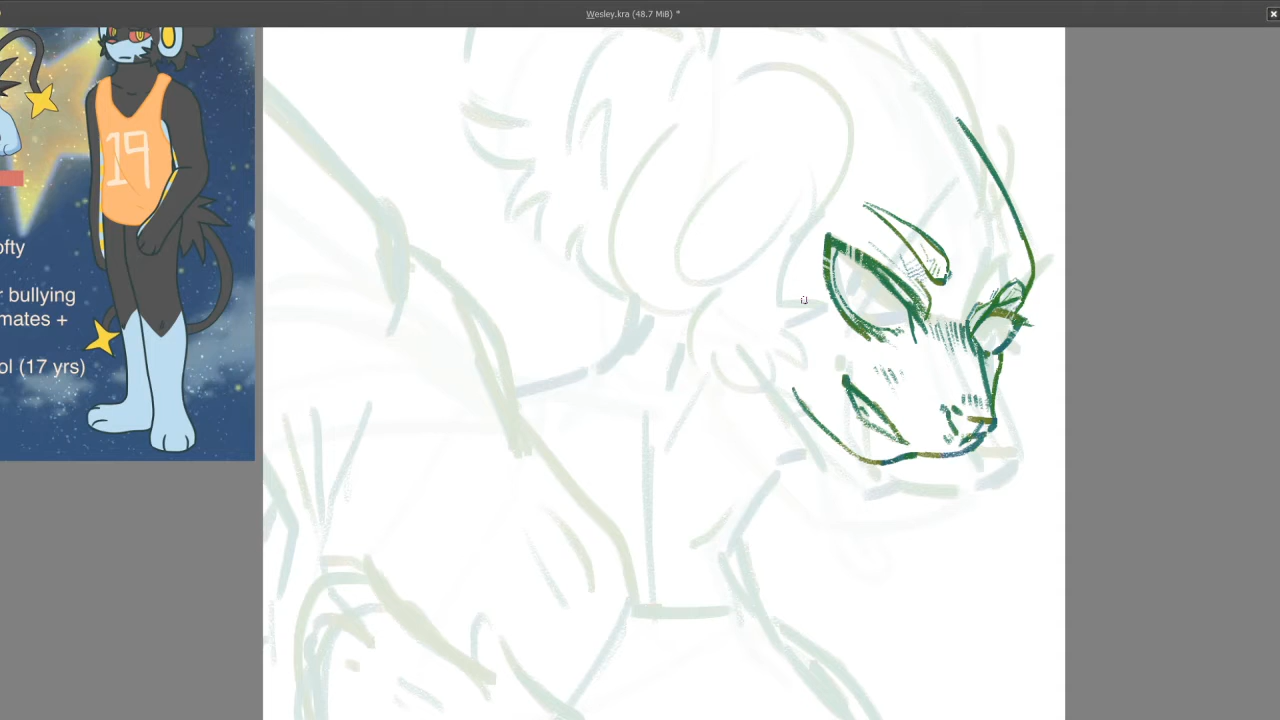 Wesley.kra (48.7 MiB) *
19
ofty
r bullying
mates +
ol (17 yrs)